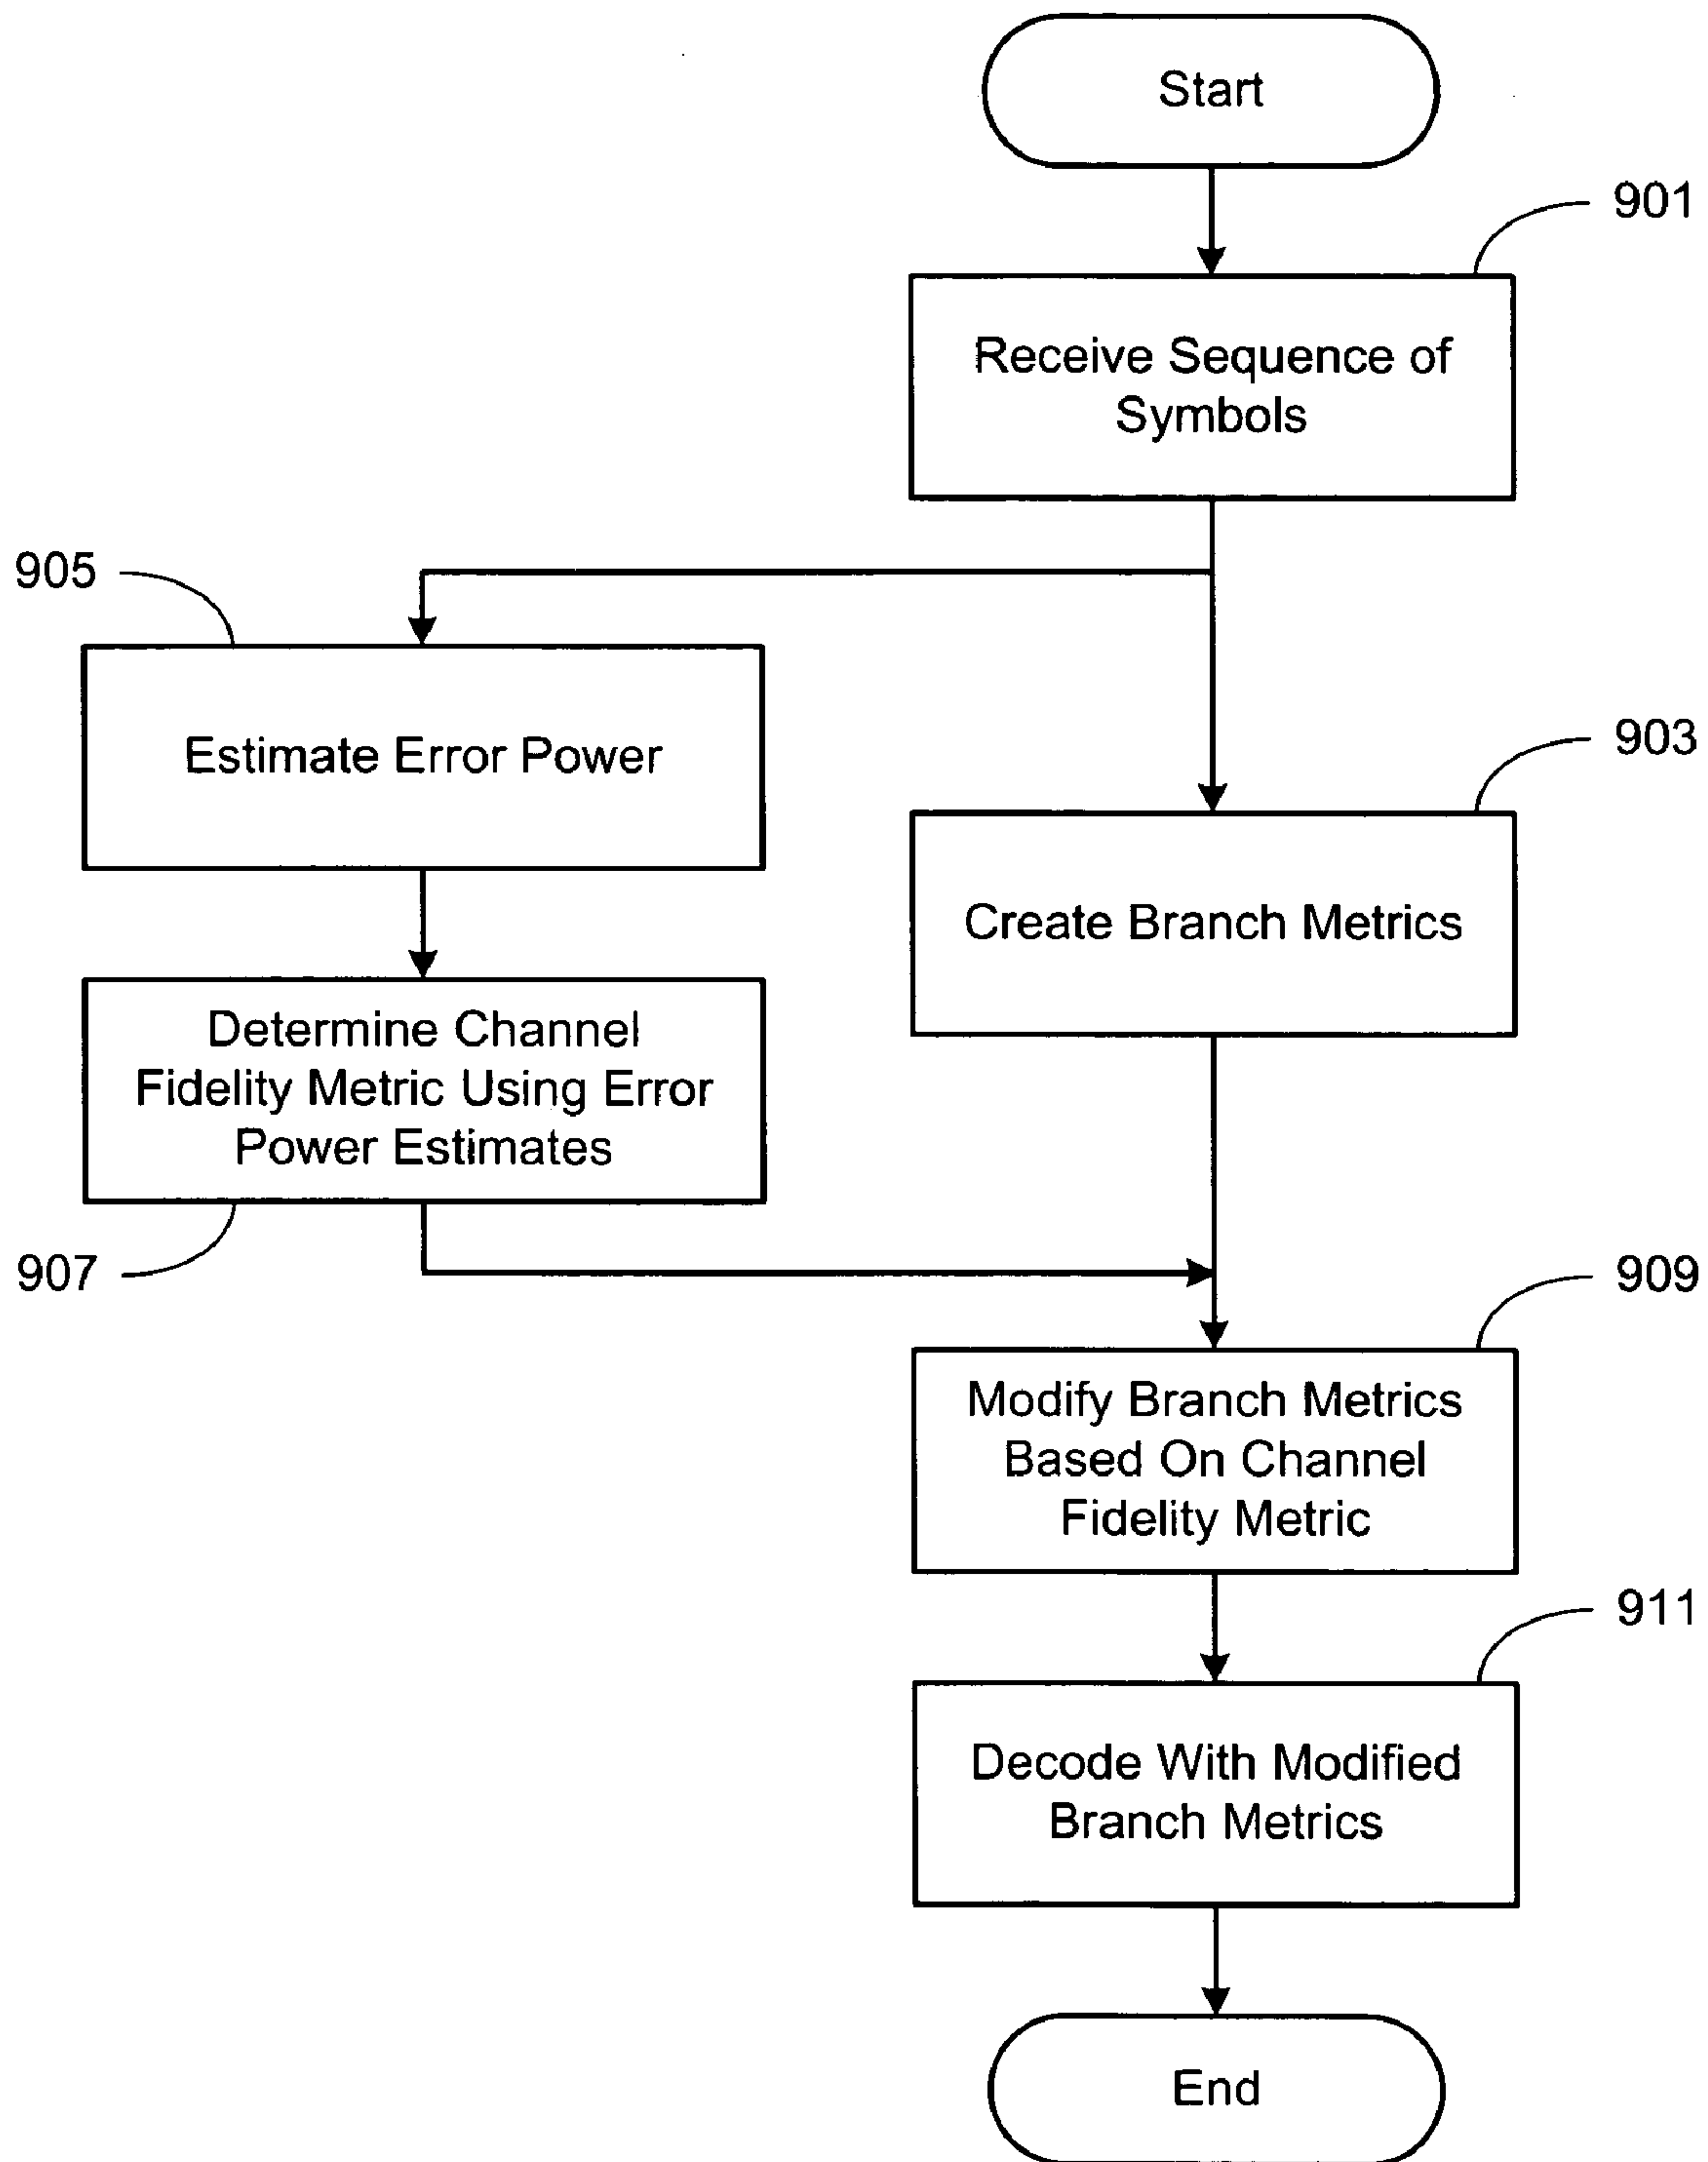 Start
901
Receive Sequence of
Symbols
905
Estimate Error Power
903
Create Branch Metrics
Determine Channel
Fidelity Metric Using Error
Power Estimates
907
909
Modify Branch Metrics
Based On Channel
Fidelity Metric
911
Decode With Modified
Branch Metrics
End